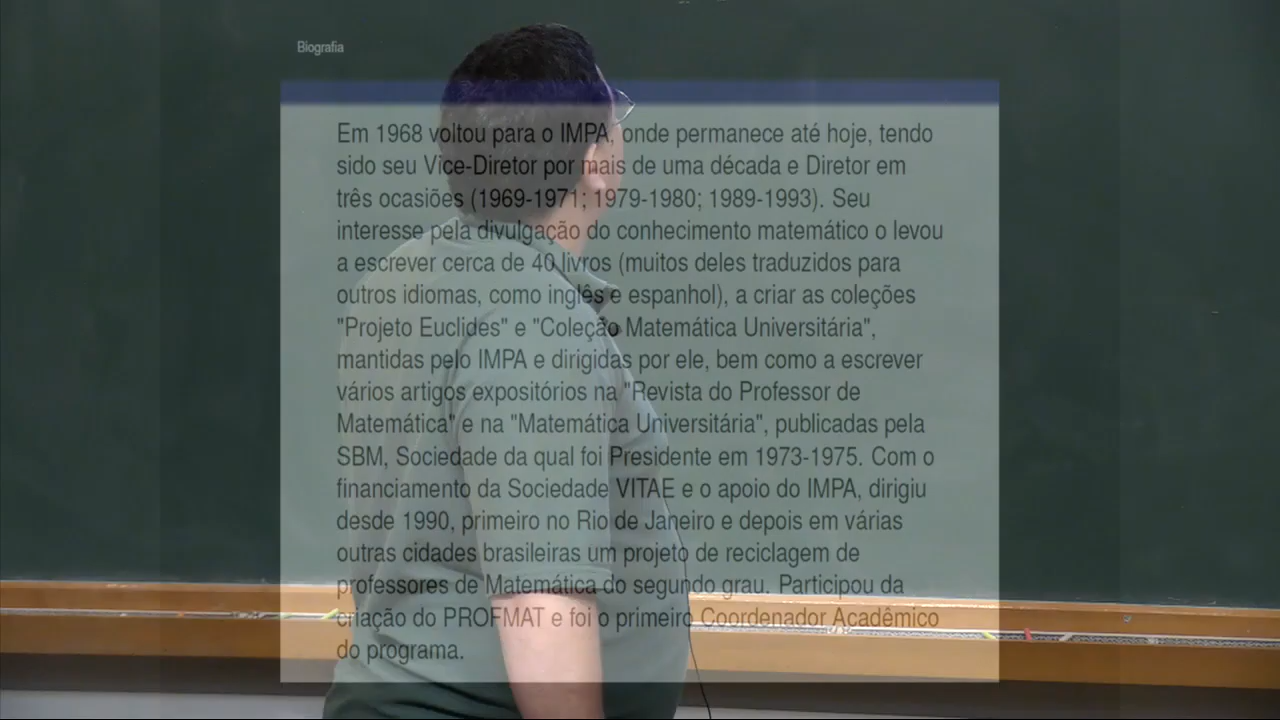 Biografia
Em 1968 voltou para o IMPA, onde permanece até hoje, tendo
sido seu Vice-Diretor por mais de uma década e Diretor em
três ocasiões (1969-1971; 1979-1980; 1989-1993). Seu
interesse pela divulgação do conhecimento matemático o levou
a escrever cerca de 40 livros (muitos deles traduzidos para
outros idiomas, como inglês e espanhol), a criar as coleções
"Projeto Euclides" e "Coleção Matemática Universitária",
mantidas pelo IMPA e dirigidas por ele, bem como a escrever
vários artigos expositórios na "Revista do Professor de
Matemática" e na "Matemática Universitária", publicadas pela
SBM, Sociedade da qual foi Presidente em 1973-1975. Com o
financiamento da Sociedade VITAE e o apoio do IMPA, dirigiu
desde 1990, primeiro no Rio de Janeiro e depois em várias
outras cidades brasileiras um projeto de reciclagem de
professores de Matemática do segundo grau. Participou da
criação do PROFMAT e foi o primeiro Coordenador Acadêmico
do programa.